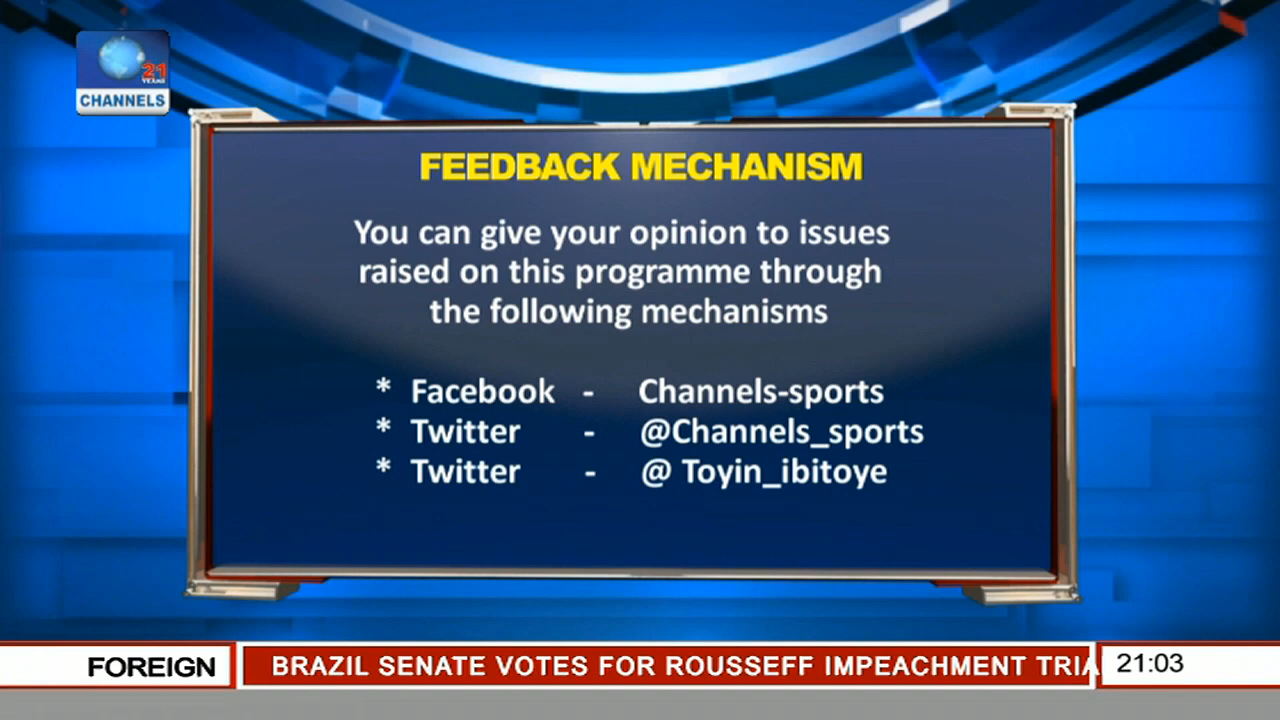 21
YEARS
CHANNELS
FEEDBACK MECHANISM
You can give your opinion to issues
raised on this programme through
the following mechanisms
* Facebook - Channels-sports
* Twitter - @Channels_sports
* Twitter - @ Toyin_ibitoye
FOREIGN
BRAZIL SENATE VOTES FOR ROUSSEFF IMPEACHMENT TRIA
21:03